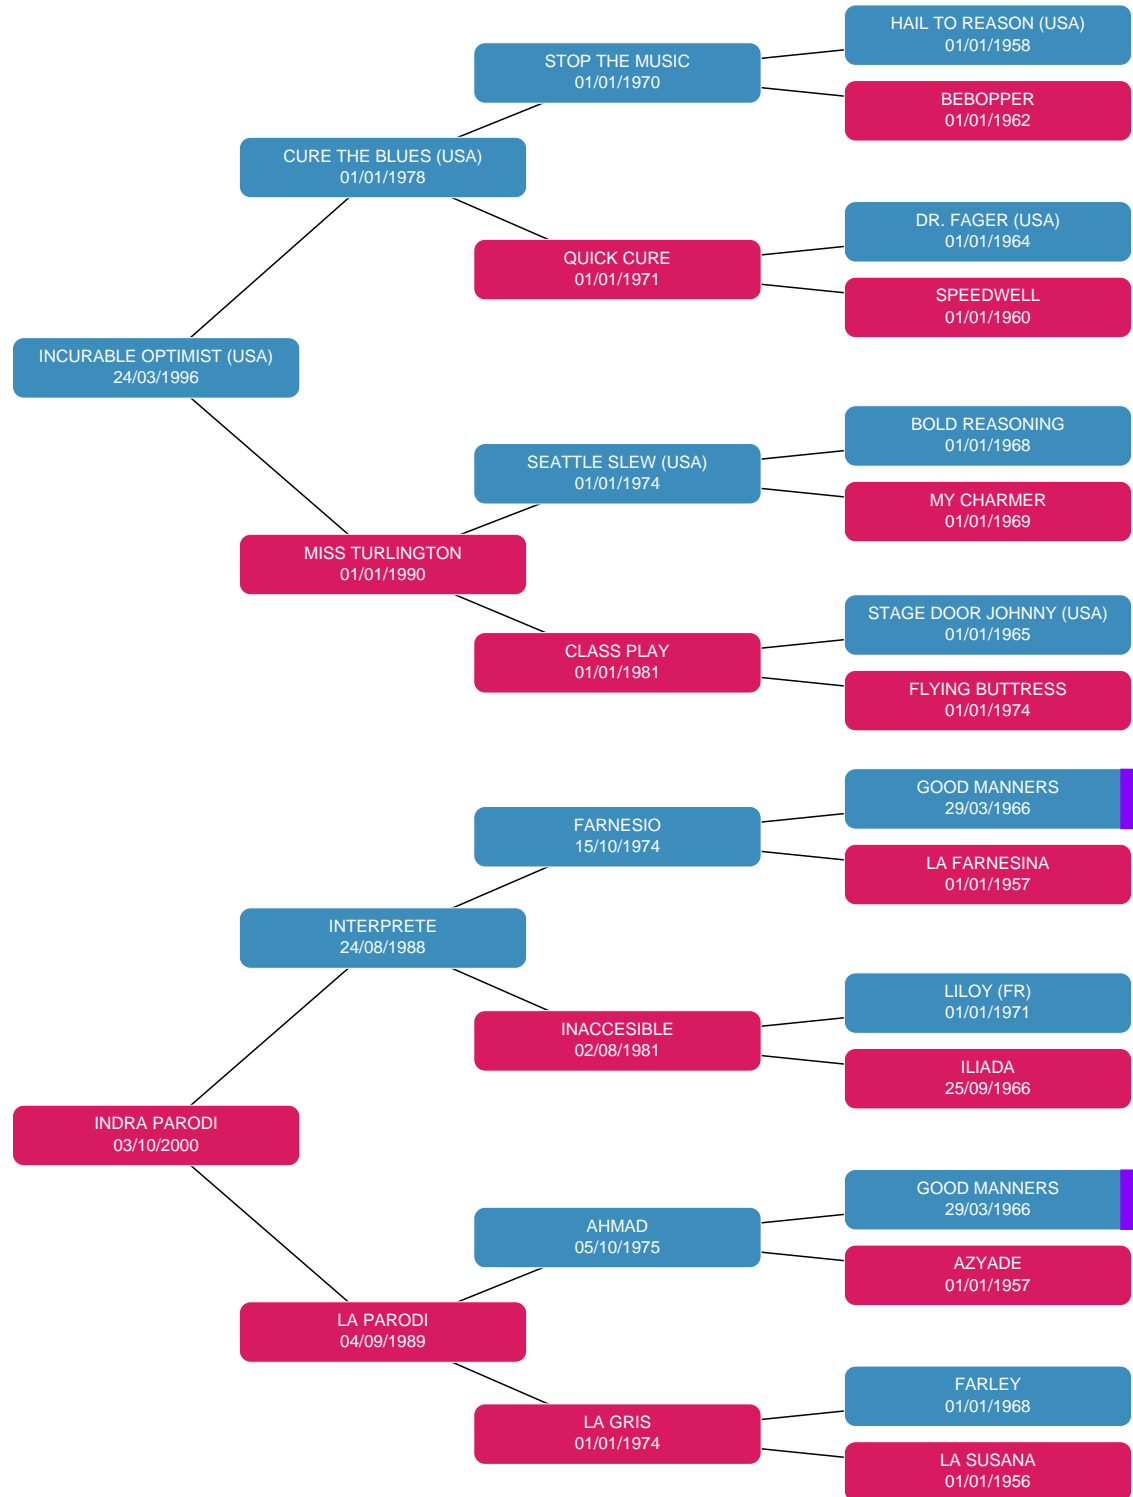 HAIL TO REASON (USA)
01/01/1958
STOP THE MUSIC
01/01/1970
BEBOPPER
01/01/1962
CURE THE BLUES (USA)
01/01/1978
DR. FAGER (USA)
01/01/1964
QUICK CURE
01/01/1971
SPEEDWELL
01/01/1960
INCURABLE OPTIMIST (USA)
24/03/1996
BOLD REASONING
01/01/1968
SEATTLE SLEW (USA)
01/01/1974
MY CHARMER
01/01/1969
MISS TURLINGTON
01/01/1990
STAGE DOOR JOHNNY (USA)
01/01/1965
CLASS PLAY
01/01/1981
FLYING BUTTRESS
01/01/1974
GOOD MANNERS
29/03/1966
FARNESIO
15/10/1974
LA FARNESINA
01/01/1957
INTERPRETE
24/08/1988
LILOY (FR)
01/01/1971
INACCESIBLE
02/08/1981
ILIADA
25/09/1966
INDRA PARODI
03/10/2000
GOOD MANNERS
29/03/1966
AHMAD
05/10/1975
AZYADE
01/01/1957
LA PARODI
04/09/1989
FARLEY
01/01/1968
LA GRIS
01/01/1974
LA SUSANA
01/01/1956